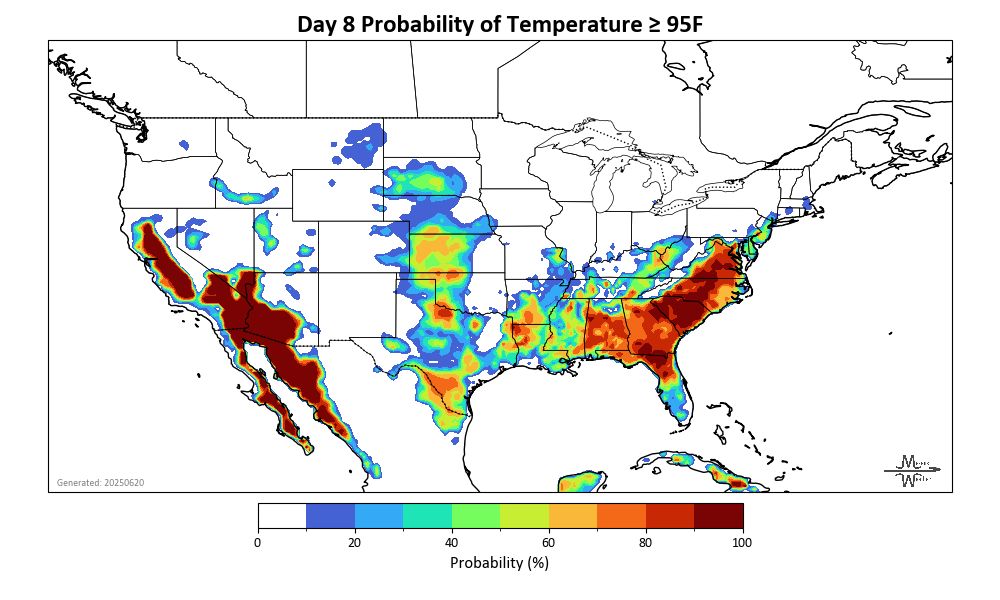 Day 8 Probability of Temperature ≥ 95F
Generated: 20250620
0 20 40 60 80 100
Probability (%)